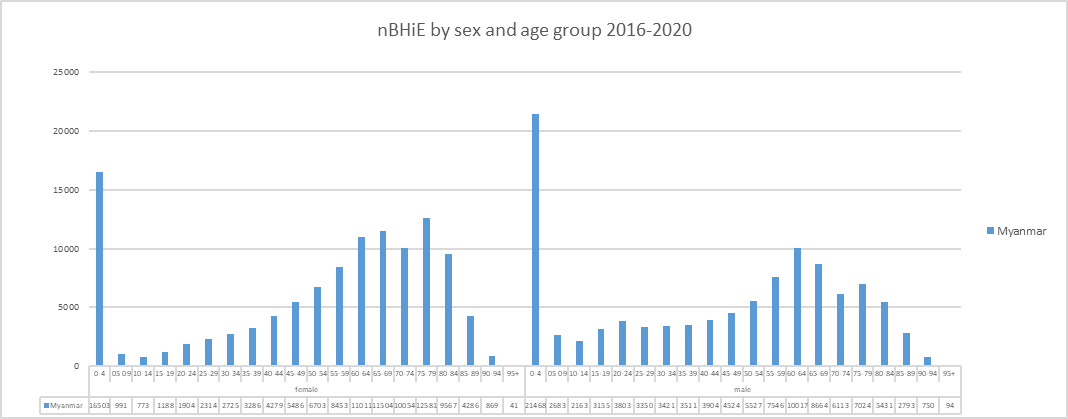 nBHiE by sex and age group 2016-2020
25000
20000
15000
10000
5000
0
0 4 05 09 10 14 15 19 20 24 25 29 30 34 35-39 40-44 45-49 50 54 55 59 60 64 65 69 70 74 75-79 80 84 85-89 90-94 95+ 0 4 05 09 10 14 15 19 20 24 25 29 30 34 35-39 40-44 45-49 50 54 55 59 60 64 65-69 70 74 75-79 80 84 85-89 90-94 95+
female male
Myanmar 16503 991 773 1188 1904 2314 2725 3286 4279 5486 6703 8453 11011 11504 10054 12581 9567 4286 869 41 21468 2683 2163 3155 3803 3350 3421 3511 3904 4524 5527 7546 10017 8664 6113 7024 5431 2793 750 94
Myanmar